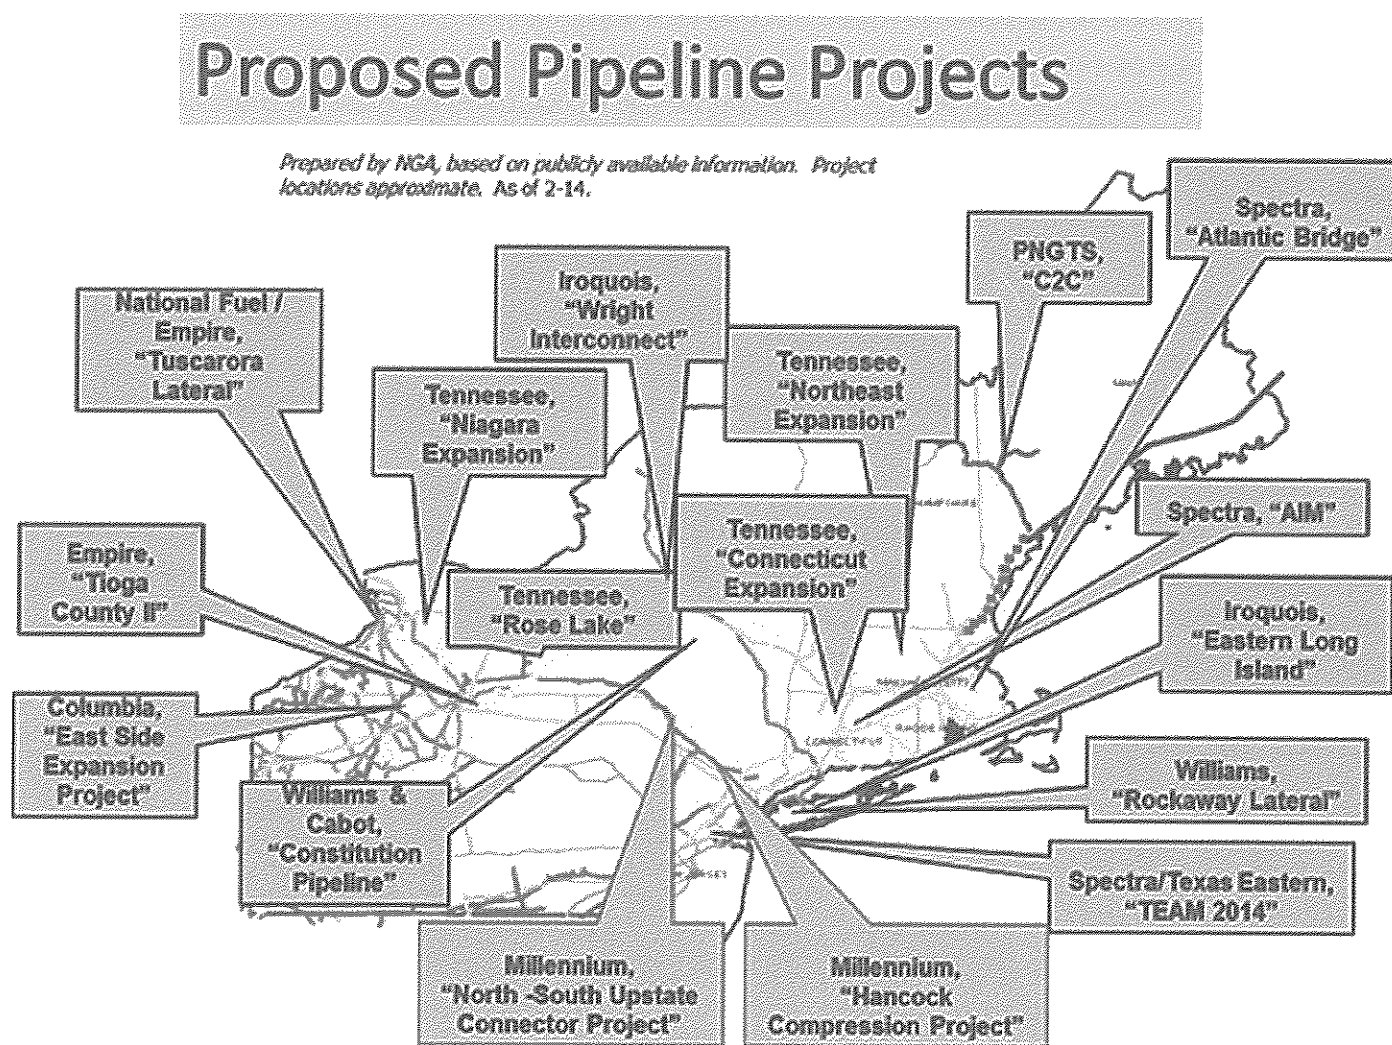 Proposed Pipeline Projects
Prepared by NGA, based on publicly available information. Project
locations approximate. As of 2-14.
Spectra,
“Atlantic Bridge”
PNGTS,
“C2C”
Iroquois,
“Wright
Interconnect”
National Fuel /
Empire,
“Tuscarora
Lateral”
Tennessee,
“Northeast
Expansion”
Tennessee,
“Niagara
Expansion”
Spectra, “AIM”
Tennessee,
“Connecticut
Expansion”
Empire,
“Tioga
County II”
Tennessee,
“Rose Lake”
Iroquois,
“Eastern Long
Island”
Columbia,
“East Side
Expansion
Project”
CONNECTICUT
Williams,
“Rockaway Lateral”
Williams &
Cabot,
“Constitution
Pipeline”
Spectra/Texas Eastern,
“TEAM 2014”
Millennium,
“North -South Upstate
Connector Project”
Millennium,
“Hancock
Compression Project”